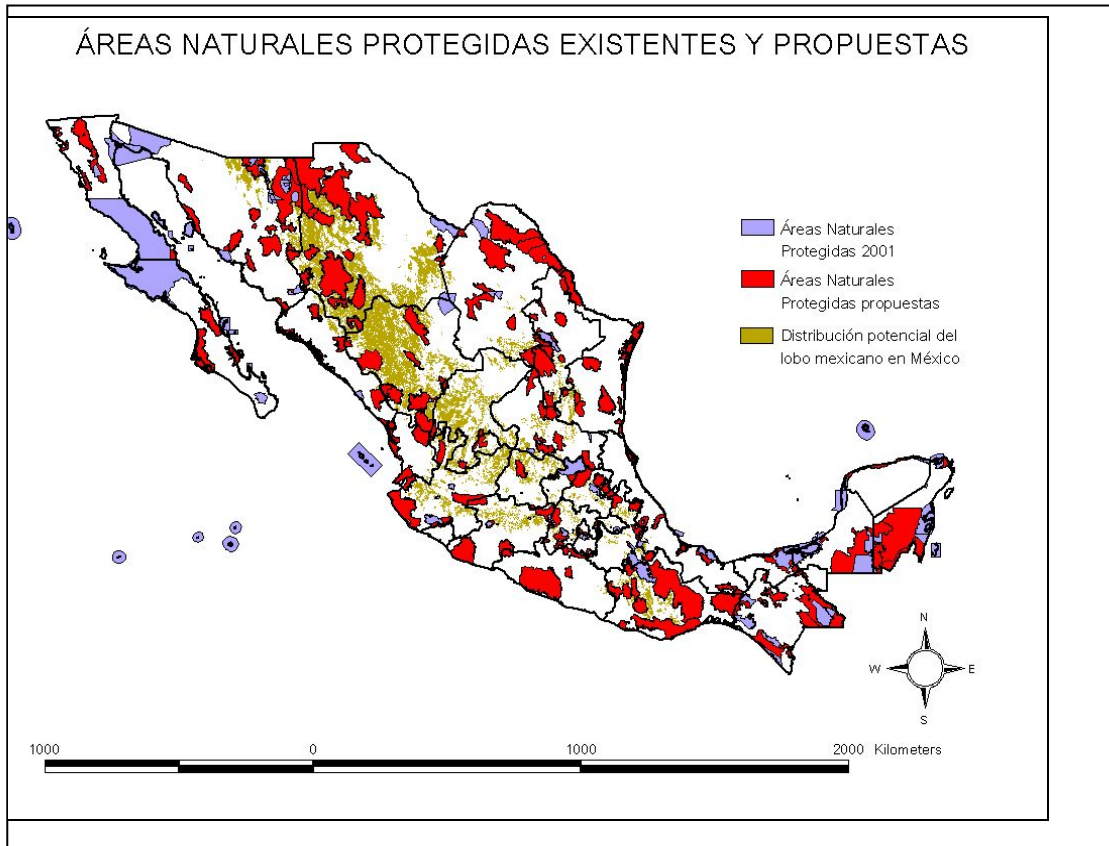 ÁREAS NATURALES PROTEGIDAS EXISTENTES Y PROPUESTAS
Áreas Naturales
Protegidas 2001
Áreas Naturales
Protegidas propuestas
Distribución potencial del
lobo mexicano en México
N
W E
S
1000 0 1000 2000 Kilometers